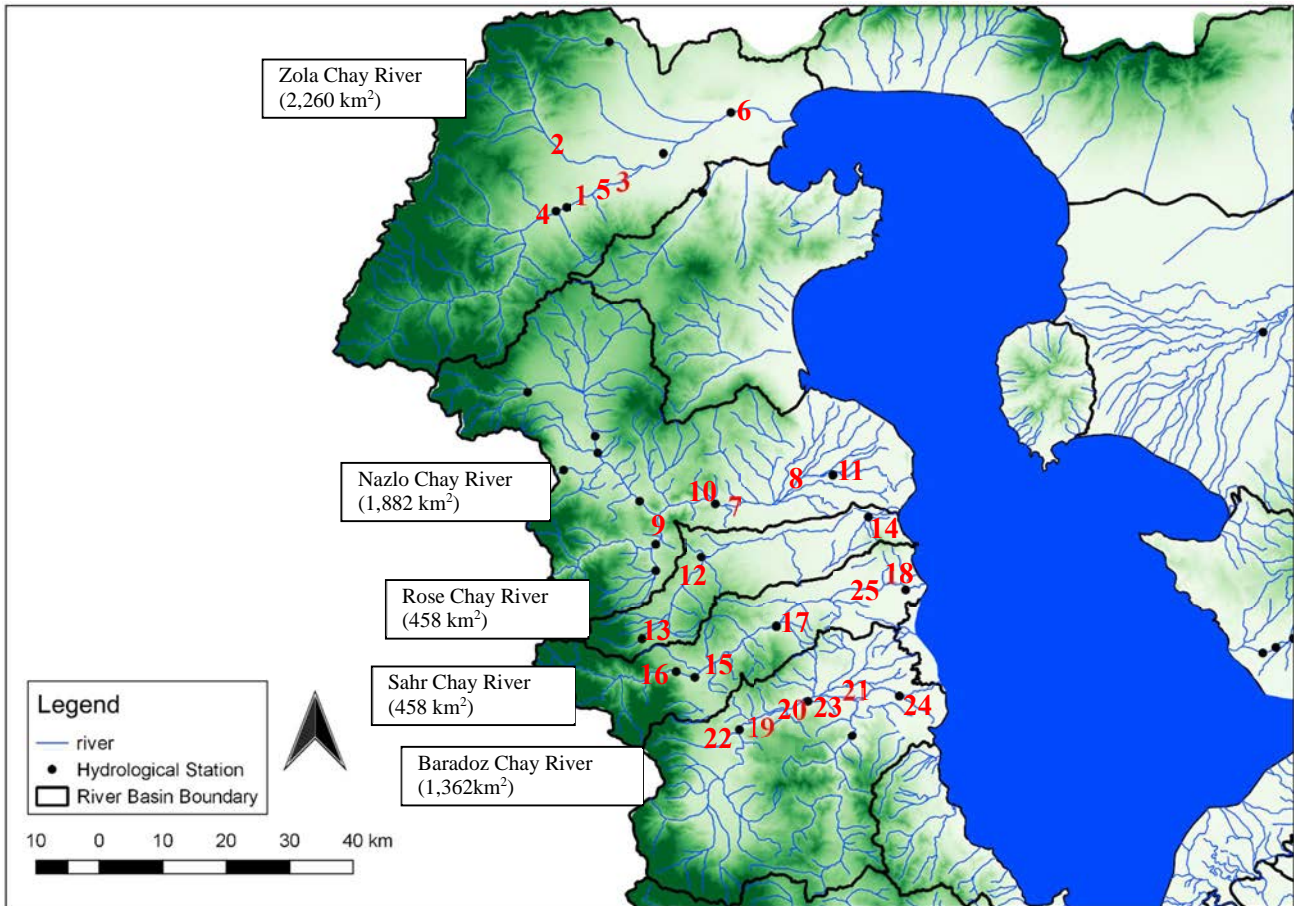 Zola Chay River
(2,260 km²)
6
2
1 5 3
4
Nazlo Chay River
(1,882 km²)
8 11
10 7
9
14
12
Rose Chay River
(458 km²)
25 18
13
17
16 15
Sahr Chay River
(458 km²)
21
20 23 24
22 19
Baradoz Chay River
(1,362km²)
Legend
river
Hydrological Station
River Basin Boundary
10 0 10 20 30 40 km